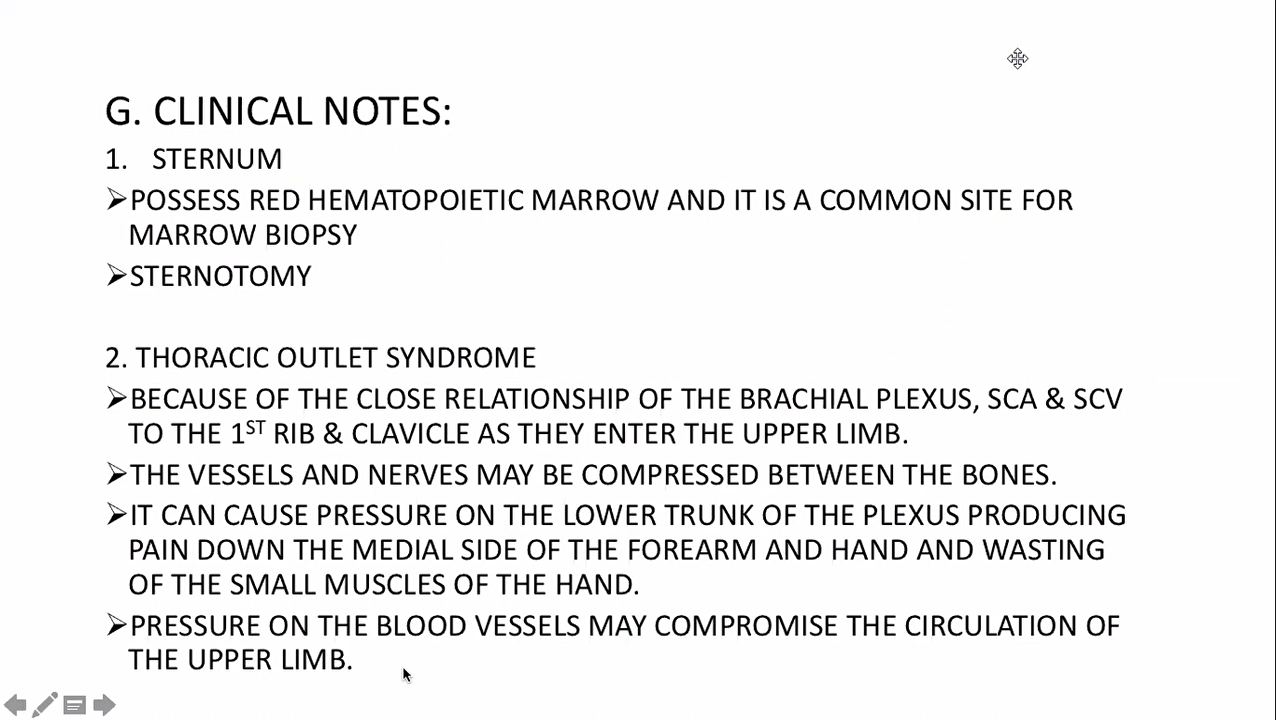 G. CLINICAL NOTES:
1. STERNUM
➢POSSESS RED HEMATOPOIETIC MARROW AND IT IS A COMMON SITE FOR
MARROW BIOPSY
➢STERNOTOMY
2. THORACIC OUTLET SYNDROME
➢BECAUSE OF THE CLOSE RELATIONSHIP OF THE BRACHIAL PLEXUS, SCA & SCV
TO THE 1ST RIB & CLAVICLE AS THEY ENTER THE UPPER LIMB.
➢THE VESSELS AND NERVES MAY BE COMPRESSED BETWEEN THE BONES.
➢IT CAN CAUSE PRESSURE ON THE LOWER TRUNK OF THE PLEXUS PRODUCING
PAIN DOWN THE MEDIAL SIDE OF THE FOREARM AND HAND AND WASTING
OF THE SMALL MUSCLES OF THE HAND.
➢PRESSURE ON THE BLOOD VESSELS MAY COMPROMISE THE CIRCULATION OF
THE UPPER LIMB.